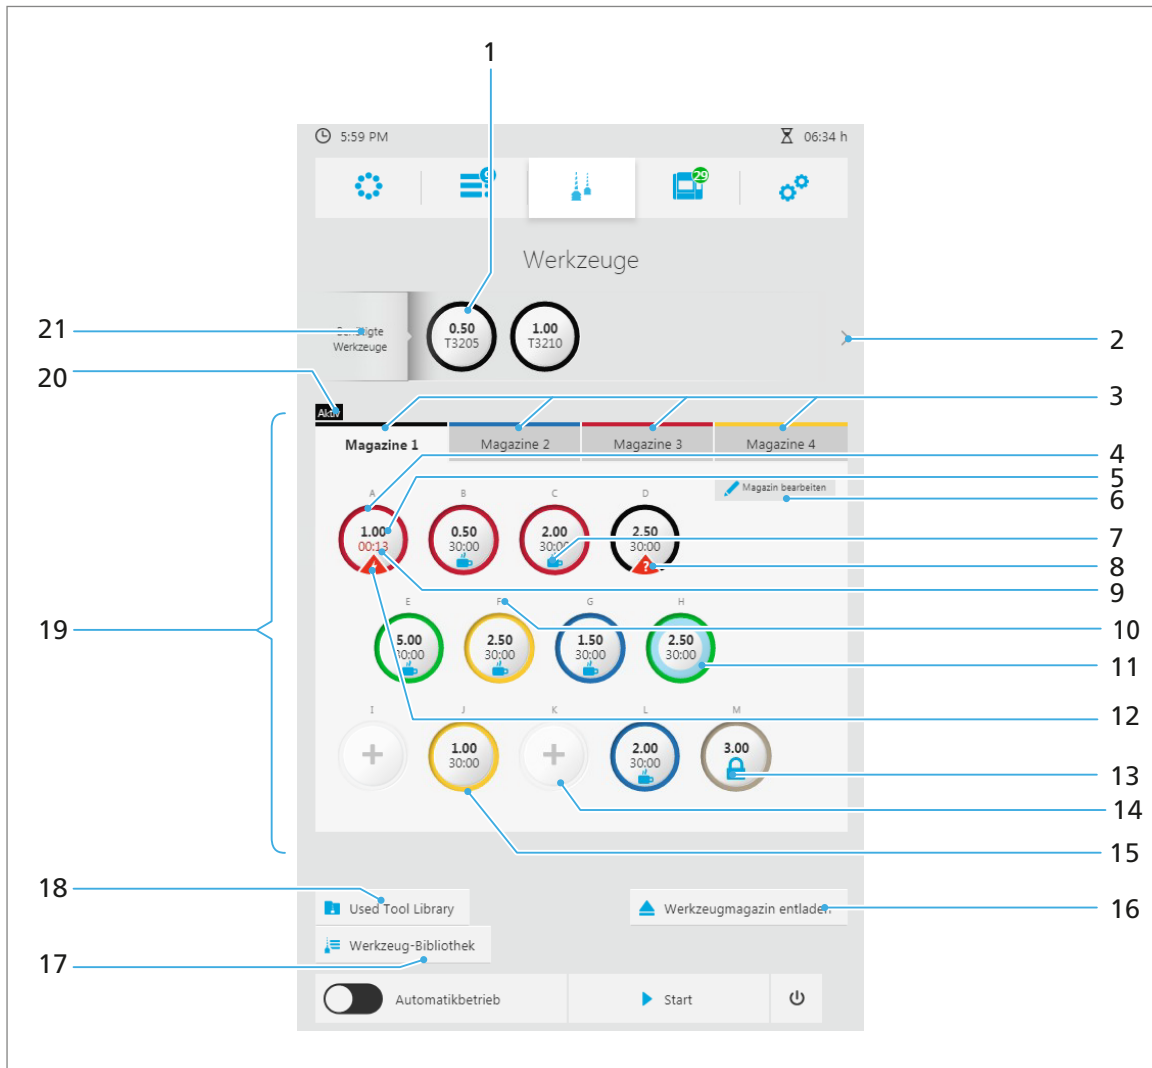 1
5:59 PM
06:34 h
9
29
Werkzeuge
21
Werkzeuge
0.50
T3205
1.00
T3210
2
20
Aktiv
3
Magazine 1
Magazine 2
Magazine 3
Magazine 4
4
5
6
Magazin bearbeiten
A
B
C
D
1.00
00:13
0.50
30:00
2.00
30:00
2.50
30:00
?
7
8
9
E
F
G
H
5.00
30:00
2.50
30:00
1.50
30:00
2.50
30:00
10
11
19
12
I
J
K
L
M
1.00
30:00
2.00
30:00
3.00
13
14
15
18
Used Tool Library
Werkzeugmagazin entladen
16
17
Werkzeug-Bibliothek
Automatikbetrieb
Start